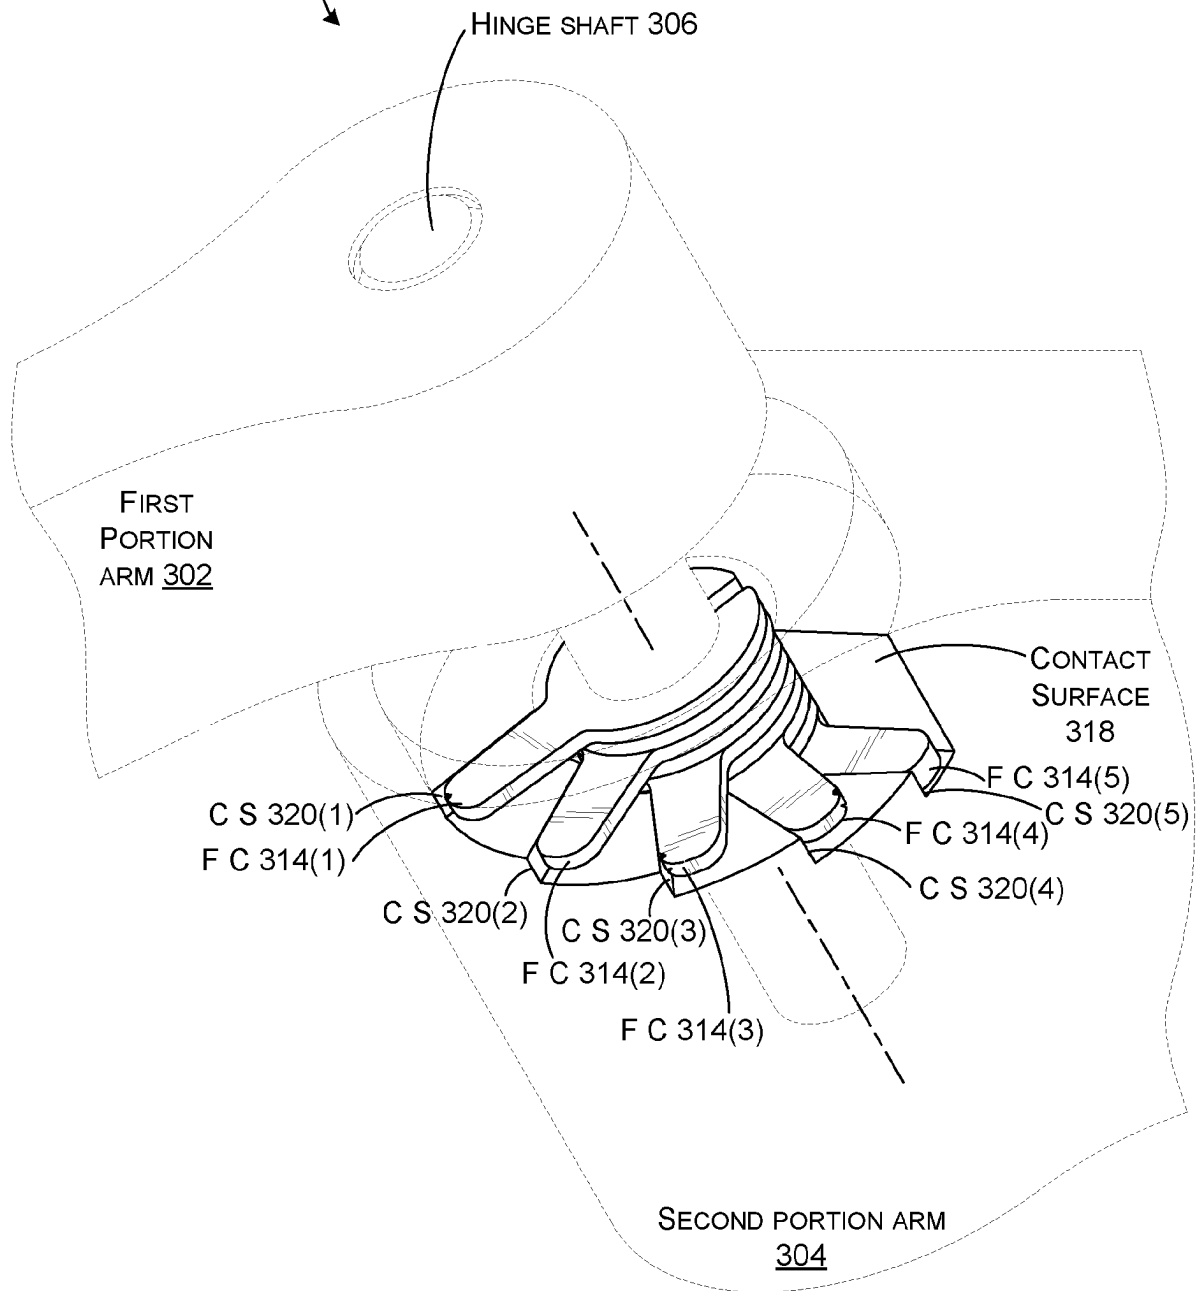 HINGE SHAFT 306
FIRST
PORTION
ARM 302
CONTACT
SURFACE
318
F C 314(5)
C S 320(1)
C S 320(5)
F C 314(4)
F C 314(1)
C S 320(4)
C S 320(2)
C S 320(3)
F C 314(2)
F C 314(3)
SECOND PORTION ARM
304